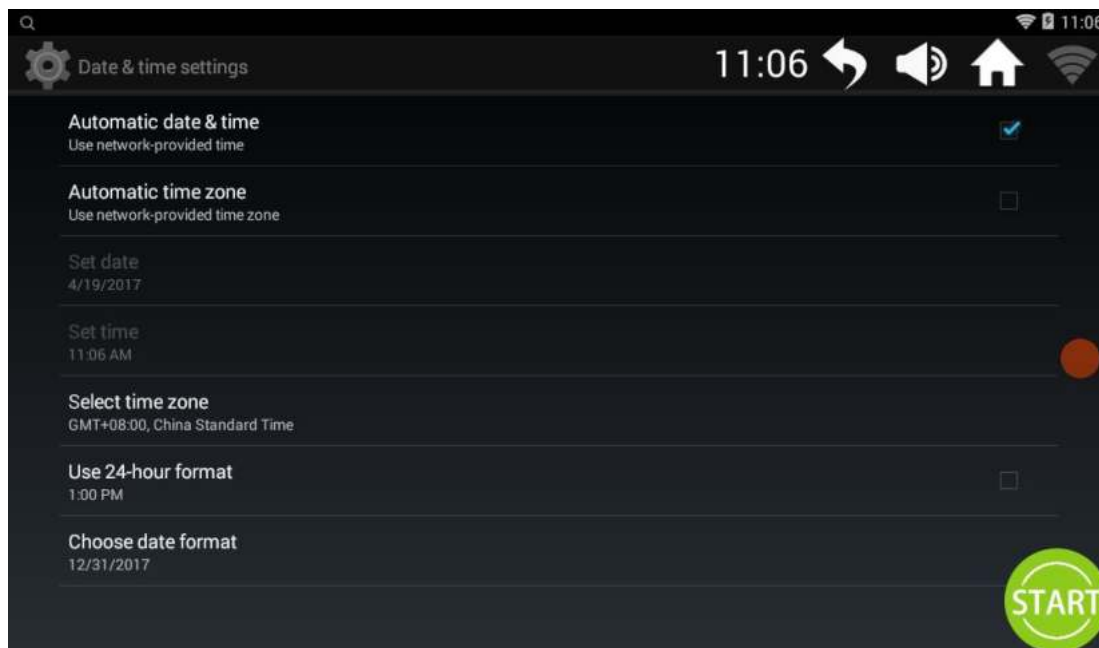 11:06
Date & time settings
11:06
Automatic date & time
Use network-provided time
Automatic time zone
Use network-provided time zone
Set date
4/19/2017
Set time
11:06 AM
Select time zone
GMT+08:00, China Standard Time
Use 24-hour format
1:00 PM
Choose date format
12/31/2017
START